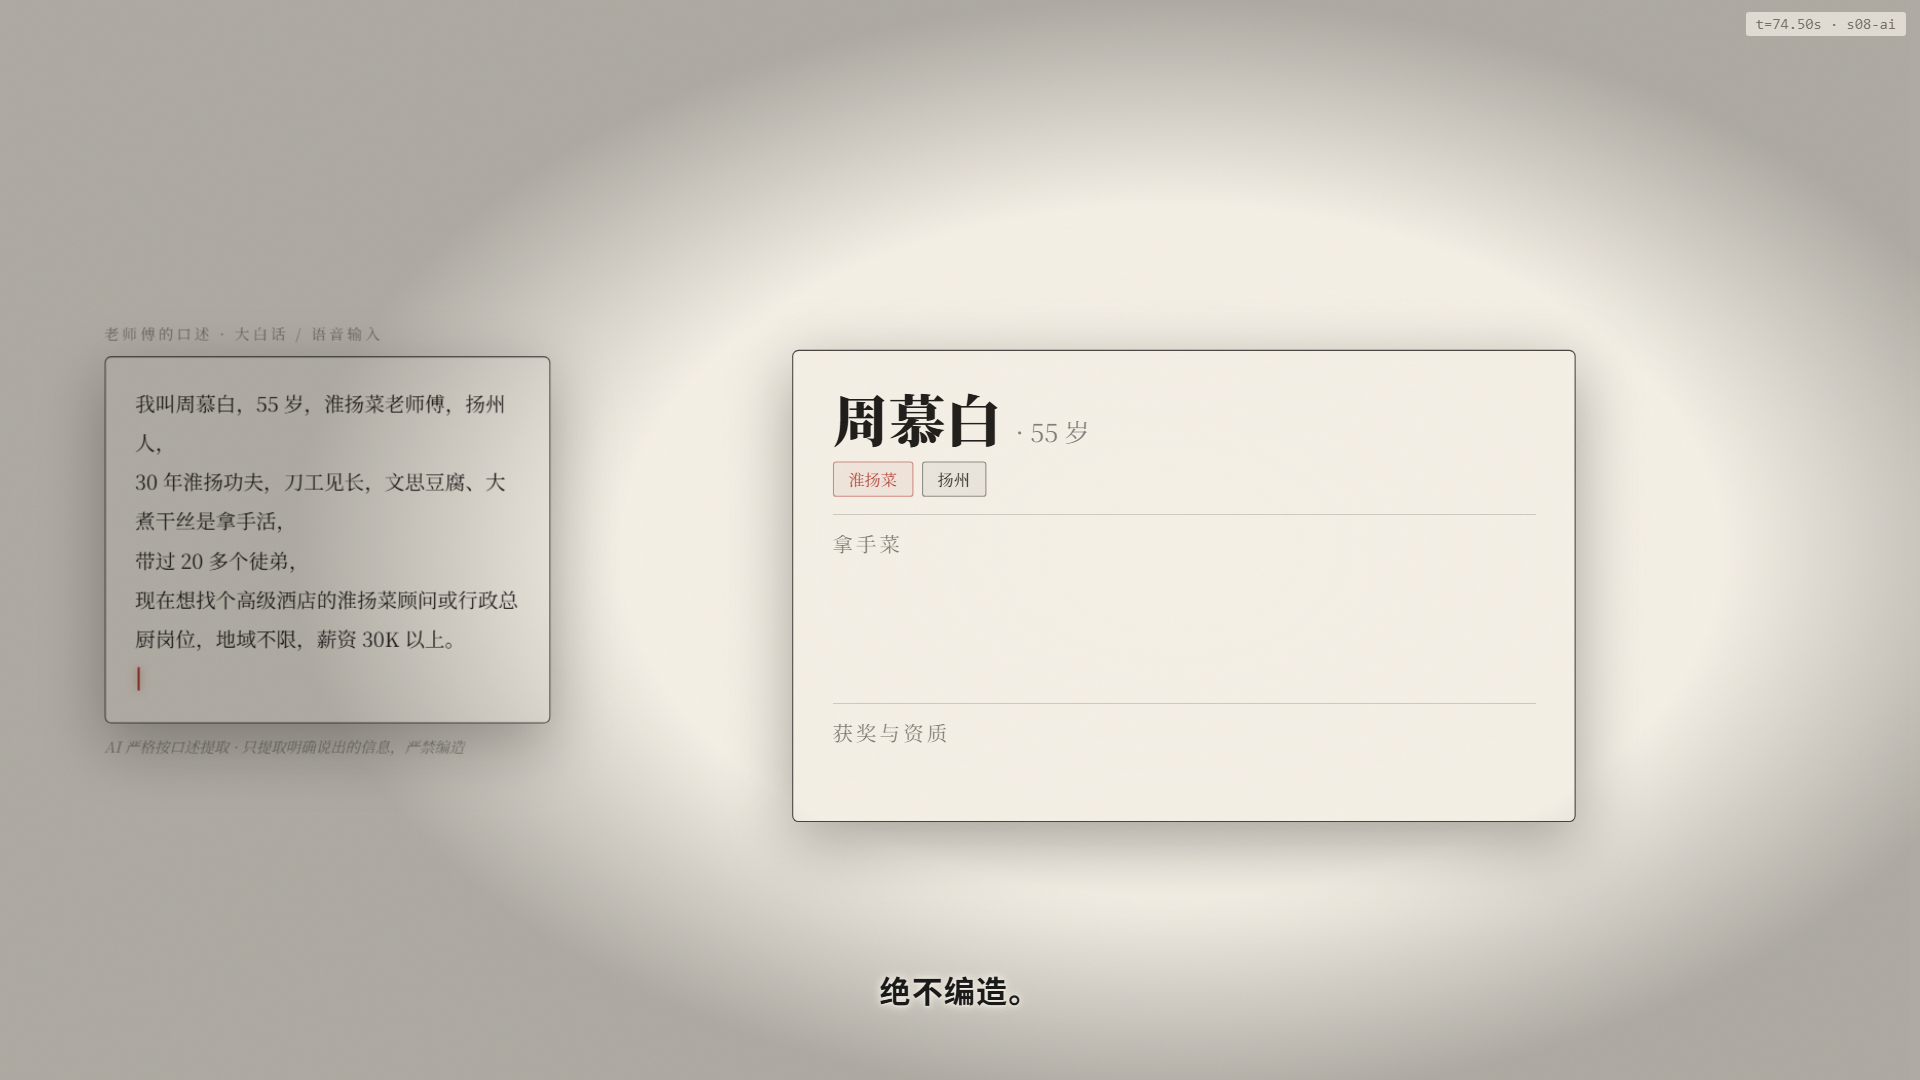 t=74.50s · s08-ai
老师傅的口述 · 大白话 / 语音输入
我叫周慕白，55 岁，淮扬菜老师傅，扬州
人，
30 年淮扬功夫，刀工见长，文思豆腐、大
煮干丝是拿手活，
带过 20 多个徒弟，
现在想找个高级酒店的淮扬菜顾问或行政总
厨岗位，地域不限，薪资 30K 以上。
AI 严格按口述提取 · 只提取明确说出的信息，严禁编造
周慕白 · 55 岁
淮扬菜 扬州
拿手菜
获奖与资质
绝不编造。